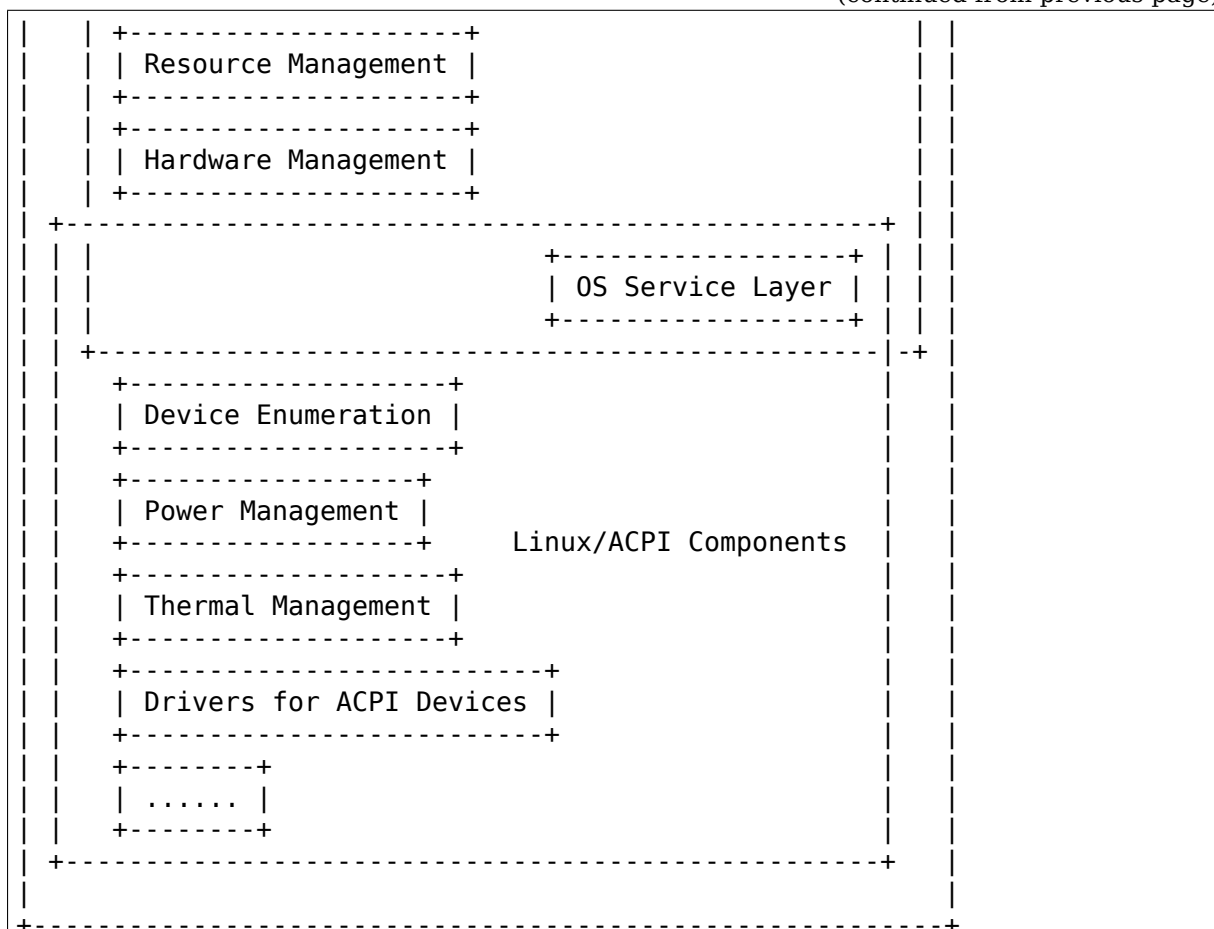 (continued from previous page)
Resource Management
Hardware Management
OS Service Layer
Device Enumeration
Power Management
Linux/ACPI Components
Thermal Management
Drivers for ACPI Devices
......